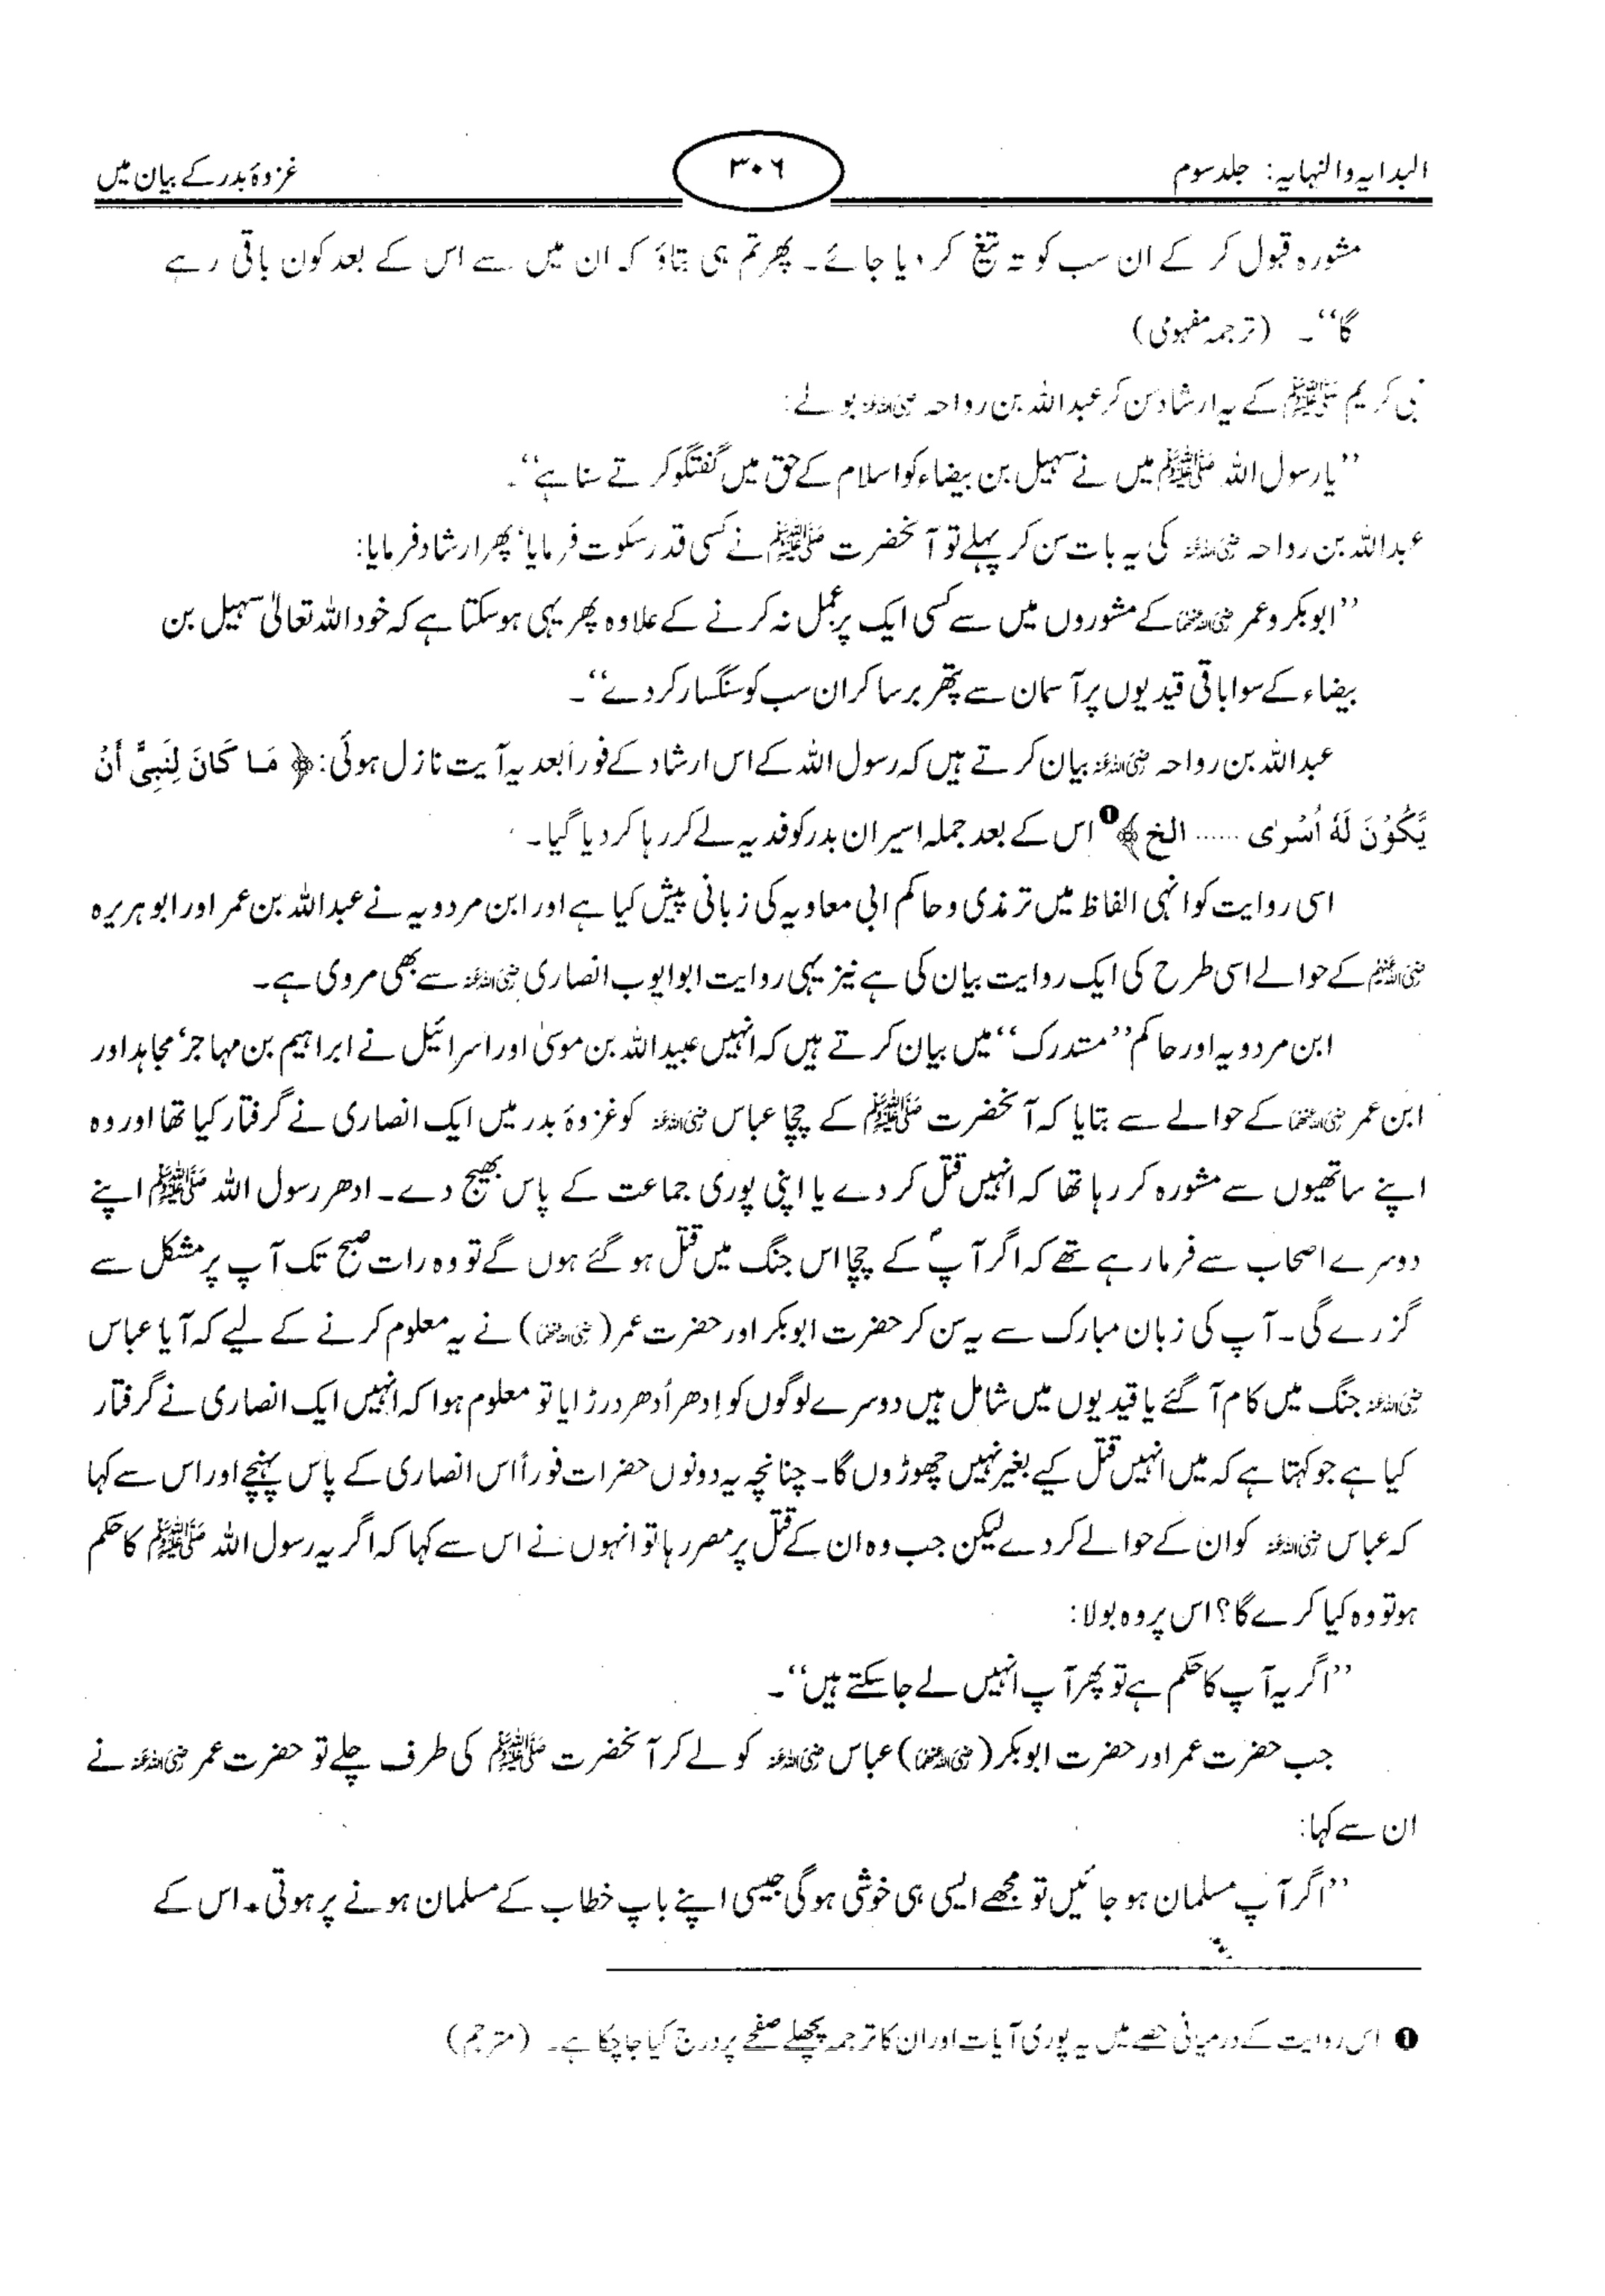 البدایہ والنہایہ: جلد سوم
۳۰۶
غزوۂ بدر کے بیان میں
مشورہ قبول کر کے ان سب کو تہ تیغ کر دیا جائے۔ پھر تم ہی بتاؤ کہ ان میں سے اس کے بعد کون باقی رہے
گا‘‘۔ (ترجمہ مفہومی)
نبی کریم ﷺ کے یہ ارشاد سن کر عبداللہ بن رواحہ رضی اللہ عنہ بولے:
’’یا رسول اللہ ﷺ میں نے سہیل بن بیضاء کو اسلام کے حق میں گفتگو کرتے سنا ہے‘‘۔
عبداللہ بن رواحہ رضی اللہ عنہ کی یہ بات سن کر پہلے تو آنحضرت ﷺ نے کسی قدر سکوت فرمایا‘ پھر ارشاد فرمایا:
’’ابوبکر و عمر رضی اللہ عنہما کے مشوروں میں سے کسی ایک پر عمل نہ کرنے کے علاوہ پھر یہی ہو سکتا ہے کہ خود اللہ تعالیٰ سہیل بن
بیضاء کے سوا باقی قیدیوں پر آسمان سے پتھر برسا کر ان سب کو سنگسار کر دے‘‘۔
عبداللہ بن رواحہ رضی اللہ عنہ بیان کرتے ہیں کہ رسول اللہ کے اس ارشاد کے فوراً بعد یہ آیت نازل ہوئی: ﴿ مَا كَانَ لِنَبِیٍّ أَنْ
يَّكُوْنَ لَهٗ أَسْرٰی ...... الخ ﴾❶ اس کے بعد جملہ اسیران بدر کو فدیہ لے کر رہا کر دیا گیا۔
اسی روایت کو انہی الفاظ میں ترمذی و حاکم ابی معاویہ کی زبانی پیش کیا ہے اور ابن مردویہ نے عبداللہ بن عمر اور ابوہریرہ
رضی اللہ عنہم کے حوالے اسی طرح کی ایک روایت بیان کی ہے نیز یہی روایت ابوایوب انصاری رضی اللہ عنہ سے بھی مروی ہے۔
ابن مردویہ اور حاکم ’’مستدرک‘‘ میں بیان کرتے ہیں کہ انہیں عبیداللہ بن موسیٰ اور اسرائیل نے ابراہیم بن مہاجر‘ مجاہد اور
ابن عمر رضی اللہ عنہما کے حوالے سے بتایا کہ آنحضرت ﷺ کے چچا عباس رضی اللہ عنہ کو غزوۂ بدر میں ایک انصاری نے گرفتار کیا تھا اور وہ
اپنے ساتھیوں سے مشورہ کر رہا تھا کہ انہیں قتل کر دے یا اپنی پوری جماعت کے پاس بھیج دے۔ ادھر رسول اللہ ﷺ اپنے
دوسرے اصحاب سے فرما رہے تھے کہ اگر آپؐ کے چچا اس جنگ میں قتل ہو گئے ہوں گے تو وہ رات صبح تک آپ پر مشکل سے
گزرے گی۔ آپ کی زبان مبارک سے یہ سن کر حضرت ابوبکر اور حضرت عمر (رضی اللہ عنہما) نے یہ معلوم کرنے کے لیے کہ آیا عباس
رضی اللہ عنہ جنگ میں کام آ گئے یا قیدیوں میں شامل ہیں دوسرے لوگوں کو اِدھر اُدھر دررڑایا تو معلوم ہوا کہ انہیں ایک انصاری نے گرفتار
کیا ہے جو کہتا ہے کہ میں انہیں قتل کیے بغیر نہیں چھوڑوں گا۔ چنانچہ یہ دونوں حضرات فوراً اس انصاری کے پاس پہنچے اور اس سے کہا
کہ عباس رضی اللہ عنہ کو ان کے حوالے کر دے لیکن جب وہ ان کے قتل پر مصر رہا تو انہوں نے اس سے کہا کہ اگر یہ رسول اللہ ﷺ کا حکم
ہو تو وہ کیا کرے گا؟ اس پر وہ بولا:
’’اگر یہ آپ کا حکم ہے تو پھر آپ انہیں لے جا سکتے ہیں‘‘۔
جب حضرت عمر اور حضرت ابوبکر (رضی اللہ عنہما) عباس رضی اللہ عنہ کو لے کر آنحضرت ﷺ کی طرف چلے تو حضرت عمر رضی اللہ عنہ نے
ان سے کہا:
’’اگر آپ مسلمان ہو جائیں تو مجھے ایسی ہی خوشی ہو گی جیسی اپنے باپ خطاب کے مسلمان ہونے پر ہوتی۔ اس کے
❶ اس روایت کے درمیانی حصے میں یہ پوری آیات اور ان کا ترجمہ پچھلے صفحے پر درج کیا جا چکا ہے۔ (مترجم)